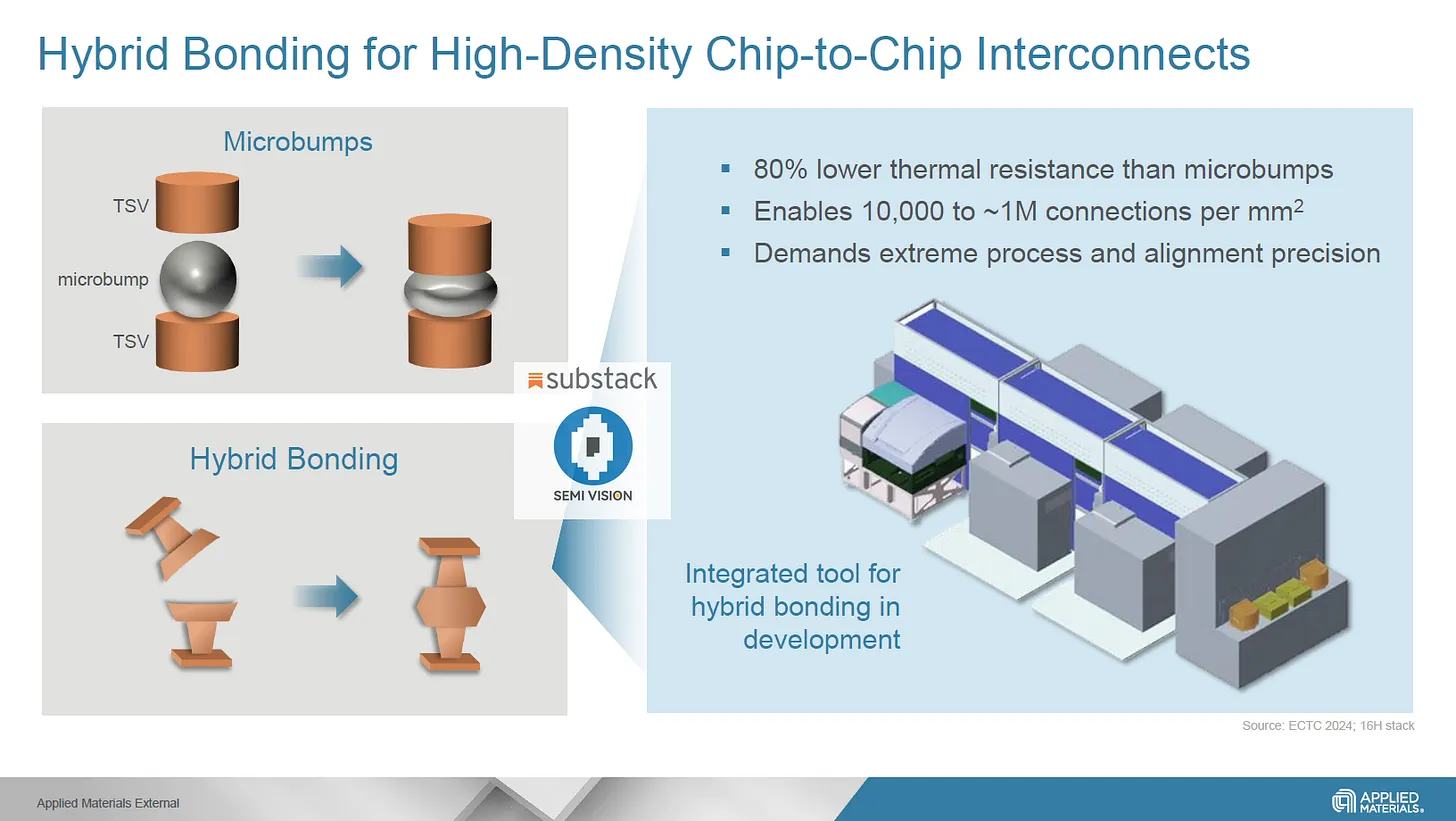 Hybrid Bonding for High-Density Chip-to-Chip Interconnects
Microbumps
TSV
microbump
TSV
Hybrid Bonding
substack
SEMI VISION
▪ 80% lower thermal resistance than microbumps
▪ Enables 10,000 to ~1M connections per mm²
▪ Demands extreme process and alignment precision
Integrated tool for
hybrid bonding in
development
Source: ECTC 2024; 16H stack
Applied Materials External
APPLIED
MATERIALS®